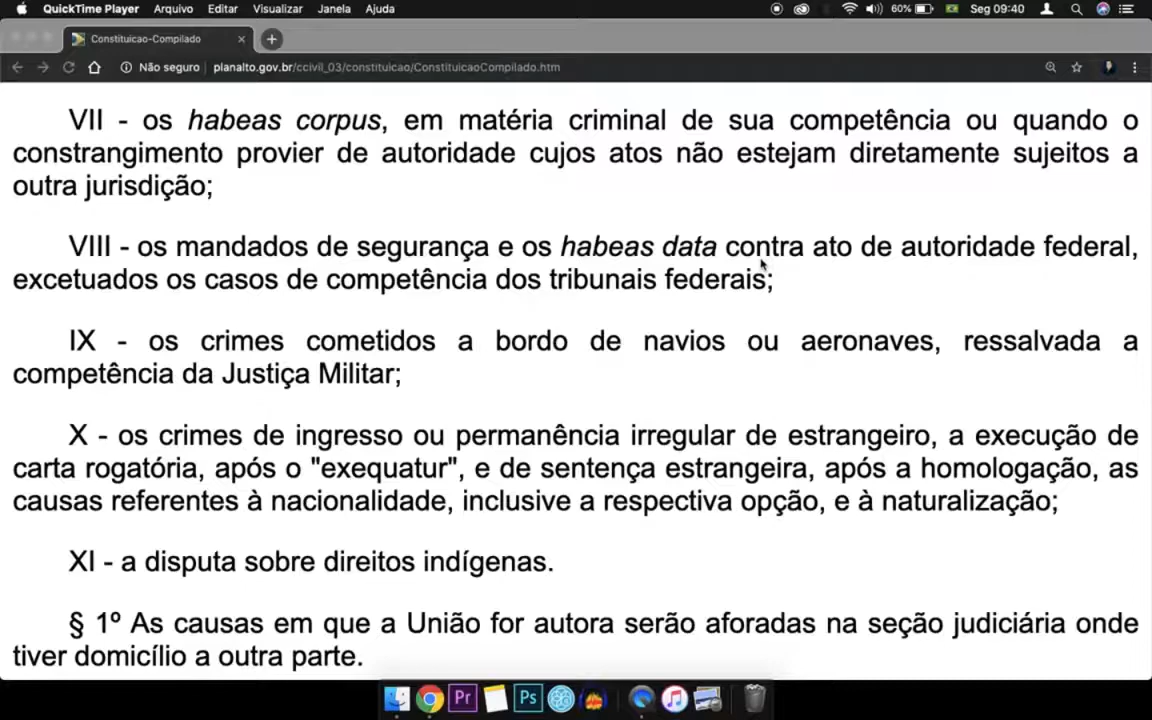 QuickTime Player Arquivo Editar Visualizar Janela Ajuda 60% Seg 09:40
Constituicao-Compilado
Não seguro planalto.gov.br/ccivil_03/constituicao/ConstituicaoCompilado.htm
VII - os habeas corpus, em matéria criminal de sua competência ou quando o
constrangimento provier de autoridade cujos atos não estejam diretamente sujeitos a
outra jurisdição;
VIII - os mandados de segurança e os habeas data contra ato de autoridade federal,
excetuados os casos de competência dos tribunais federais;
IX - os crimes cometidos a bordo de navios ou aeronaves, ressalvada a
competência da Justiça Militar;
X - os crimes de ingresso ou permanência irregular de estrangeiro, a execução de
carta rogatória, após o "exequatur", e de sentença estrangeira, após a homologação, as
causas referentes à nacionalidade, inclusive a respectiva opção, e à naturalização;
XI - a disputa sobre direitos indígenas.
§ 1º As causas em que a União for autora serão aforadas na seção judiciária onde
tiver domicílio a outra parte.
Pr Ps